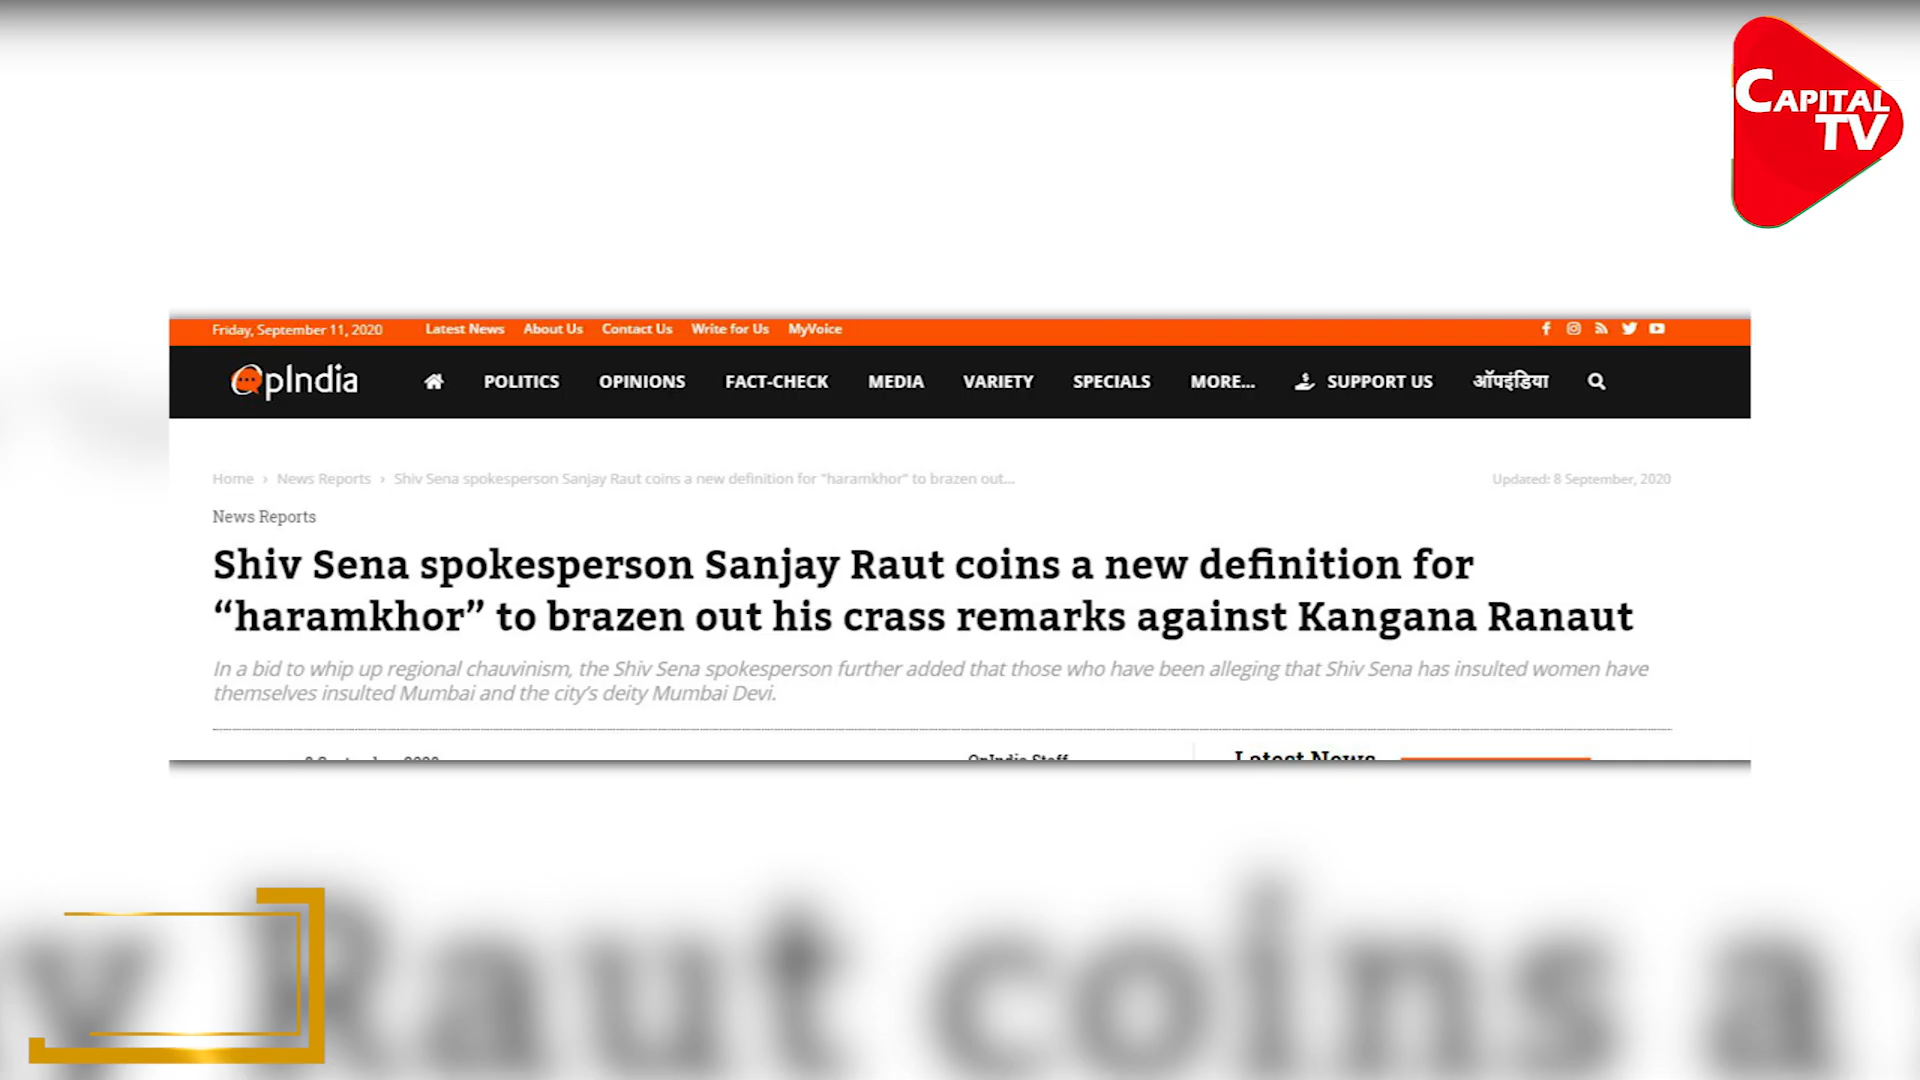 CAPITAL
TV
Friday, September 11, 2020 Latest News About Us Contact Us Write for Us MyVoice
OpIndia POLITICS OPINIONS FACT-CHECK MEDIA VARIETY SPECIALS MORE... SUPPORT US ऑपइंडिया
Home › News Reports › Shiv Sena spokesperson Sanjay Raut coins a new definition for "haramkhor" to brazen out... Updated: 8 September, 2020
News Reports
Shiv Sena spokesperson Sanjay Raut coins a new definition for
“haramkhor” to brazen out his crass remarks against Kangana Ranaut
In a bid to whip up regional chauvinism, the Shiv Sena spokesperson further added that those who have been alleging that Shiv Sena has insulted women have
themselves insulted Mumbai and the city’s deity Mumbai Devi.
OpIndia Staff Latest News
y Raut coins a